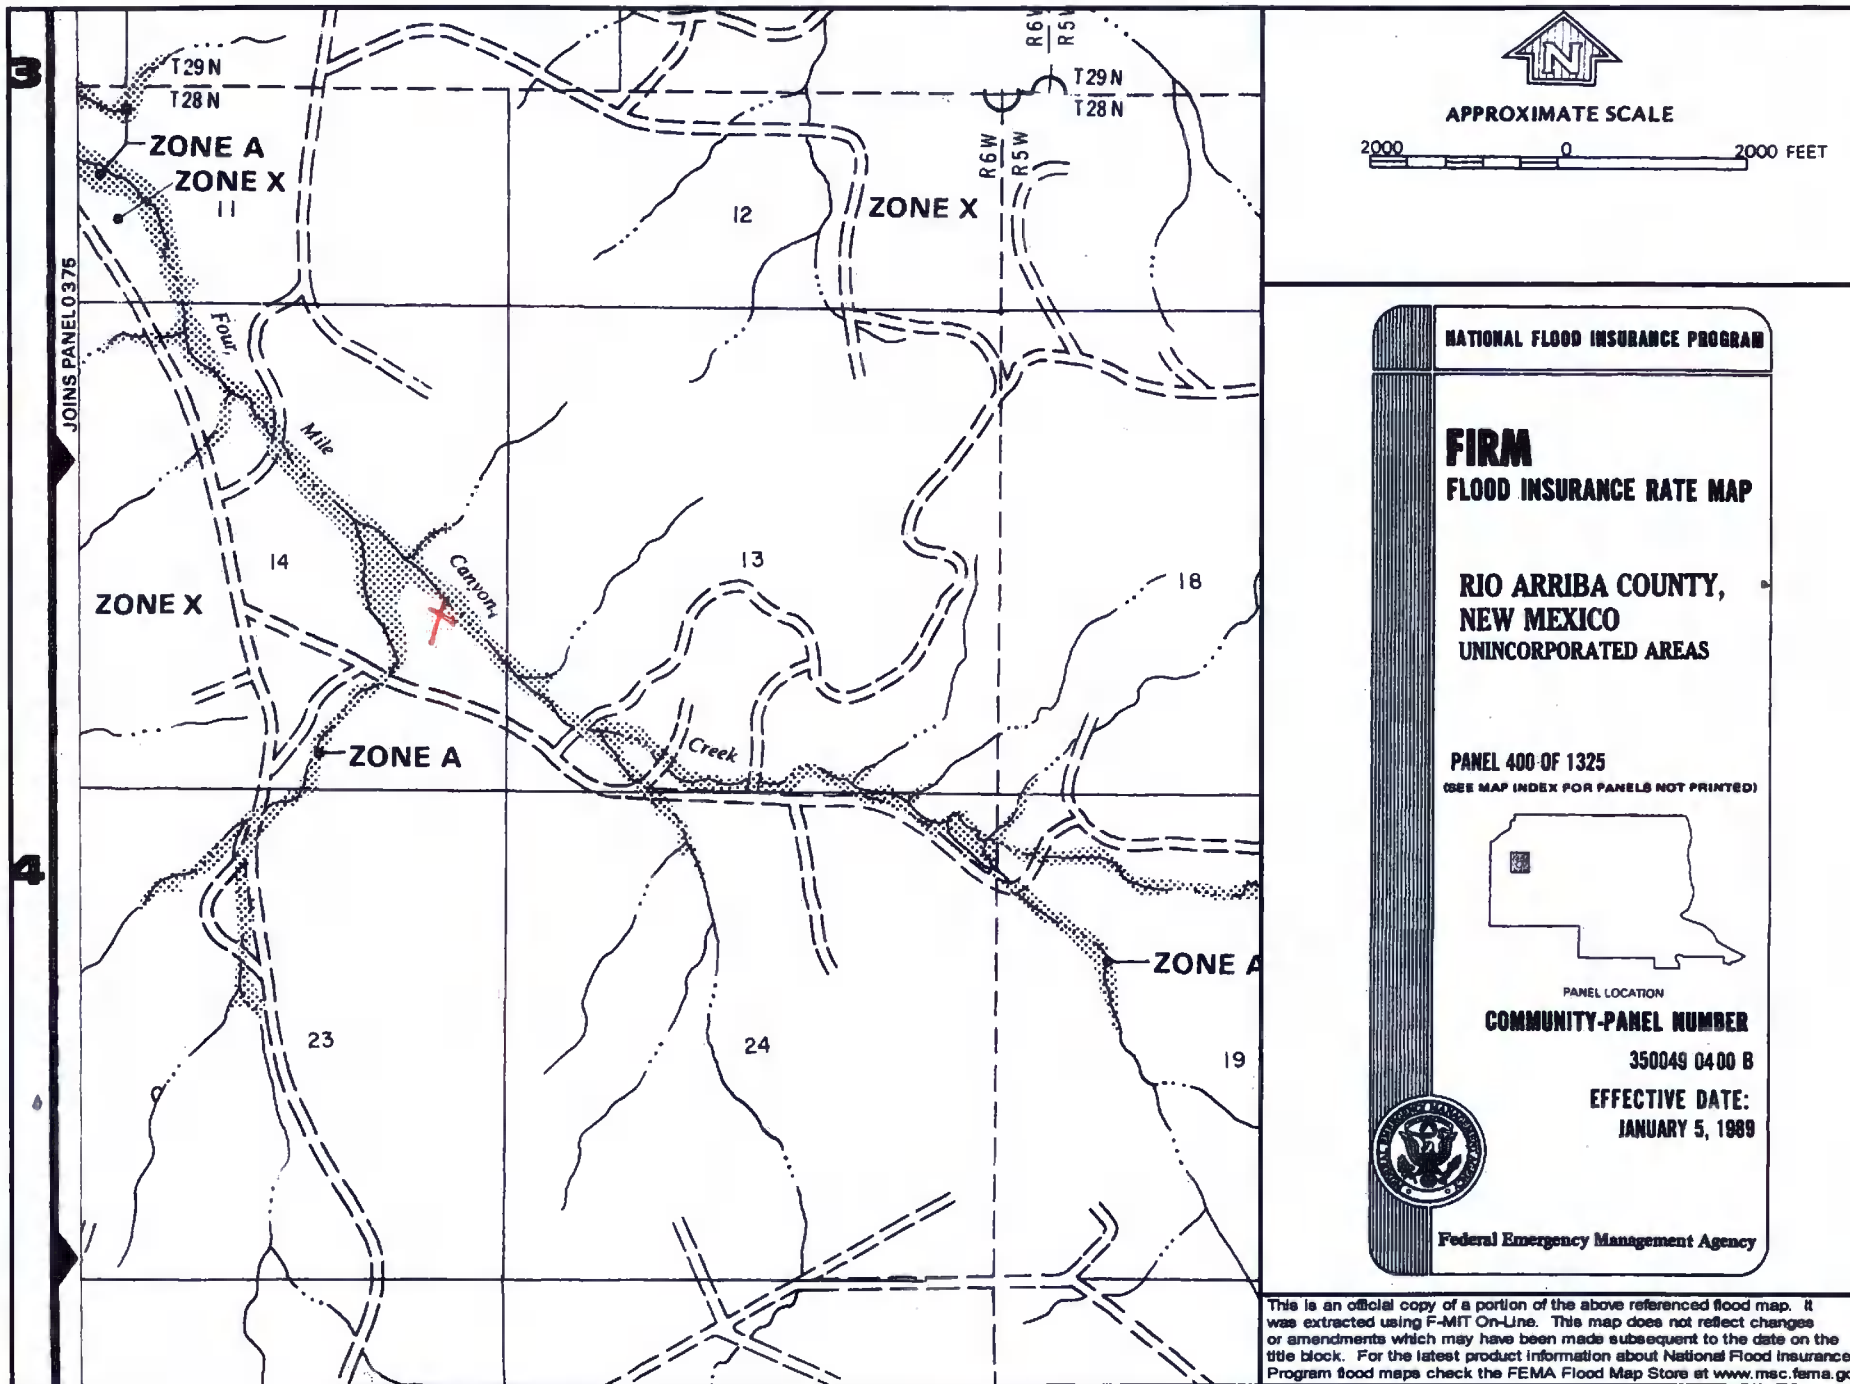 3
4
JOINS PANEL 0375
T29N
T28N
ZONE A
ZONE X
11
12
ZONE X
R6W
R5W
T29N
T28N
R6W
R5W
Four
Mile
Canyon
Creek
14
13
18
ZONE X
ZONE A
ZONE A
23
24
19
N
APPROXIMATE SCALE
2000 0 2000 FEET
NATIONAL FLOOD INSURANCE PROGRAM
FIRM
FLOOD INSURANCE RATE MAP
RIO ARRIBA COUNTY,
NEW MEXICO
UNINCORPORATED AREAS
PANEL 400 OF 1325
(SEE MAP INDEX FOR PANELS NOT PRINTED)
PANEL LOCATION
COMMUNITY-PANEL NUMBER
350049 0400 B
EFFECTIVE DATE:
JANUARY 5, 1989
Federal Emergency Management Agency
This is an official copy of a portion of the above referenced flood map. It
was extracted using F-MIT On-Line. This map does not reflect changes
or amendments which may have been made subsequent to the date on the
title block. For the latest product information about National Flood Insurance
Program flood maps check the FEMA Flood Map Store at www.msc.fema.go